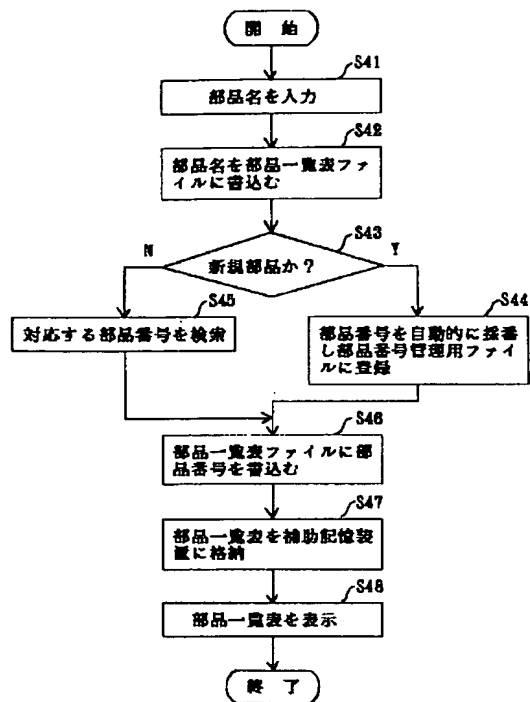 開 始
S41
部品名を入力
S42
部品名を部品一覧表ファ
イルに書込む
S43
N
新規部品か?
Y
S45
対応する部品番号を検索
S44
部品番号を自動的に採番
し部品番号管理用ファイル
に登録
S46
部品一覧表ファイルに部
品番号を書込む
S47
部品一覧表を補助記憶装
置に格納
S48
部品一覧表を表示
終 了